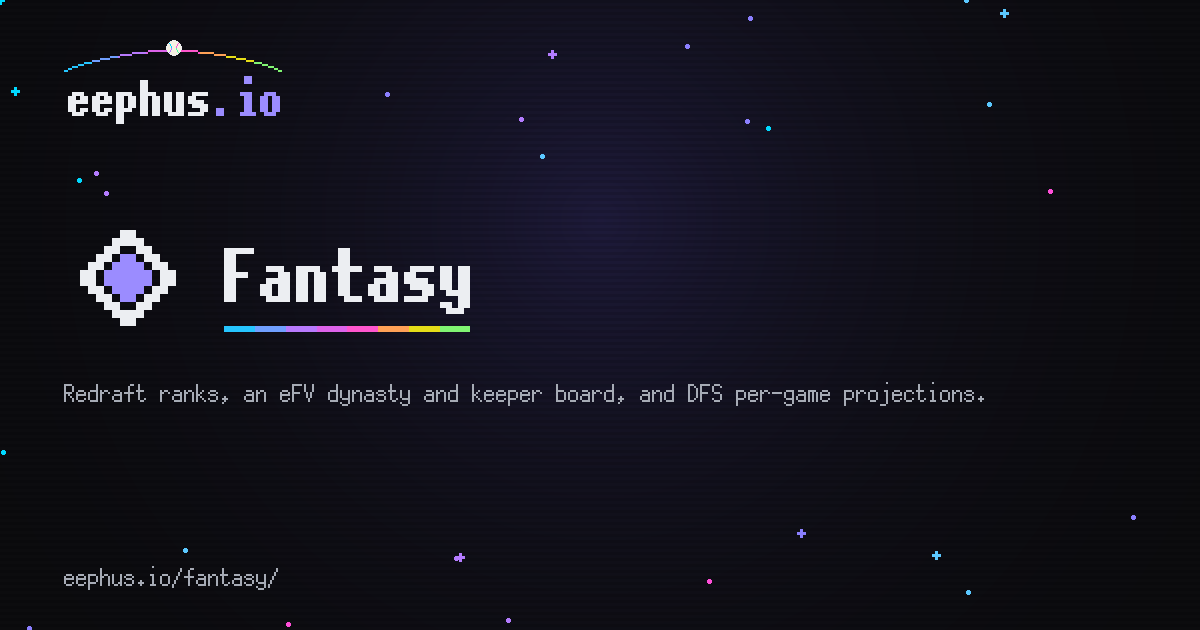 eephus.io
Fantasy
Redraft ranks, an eFV dynasty and keeper board, and DFS per-game projections.
eephus.io/fantasy/